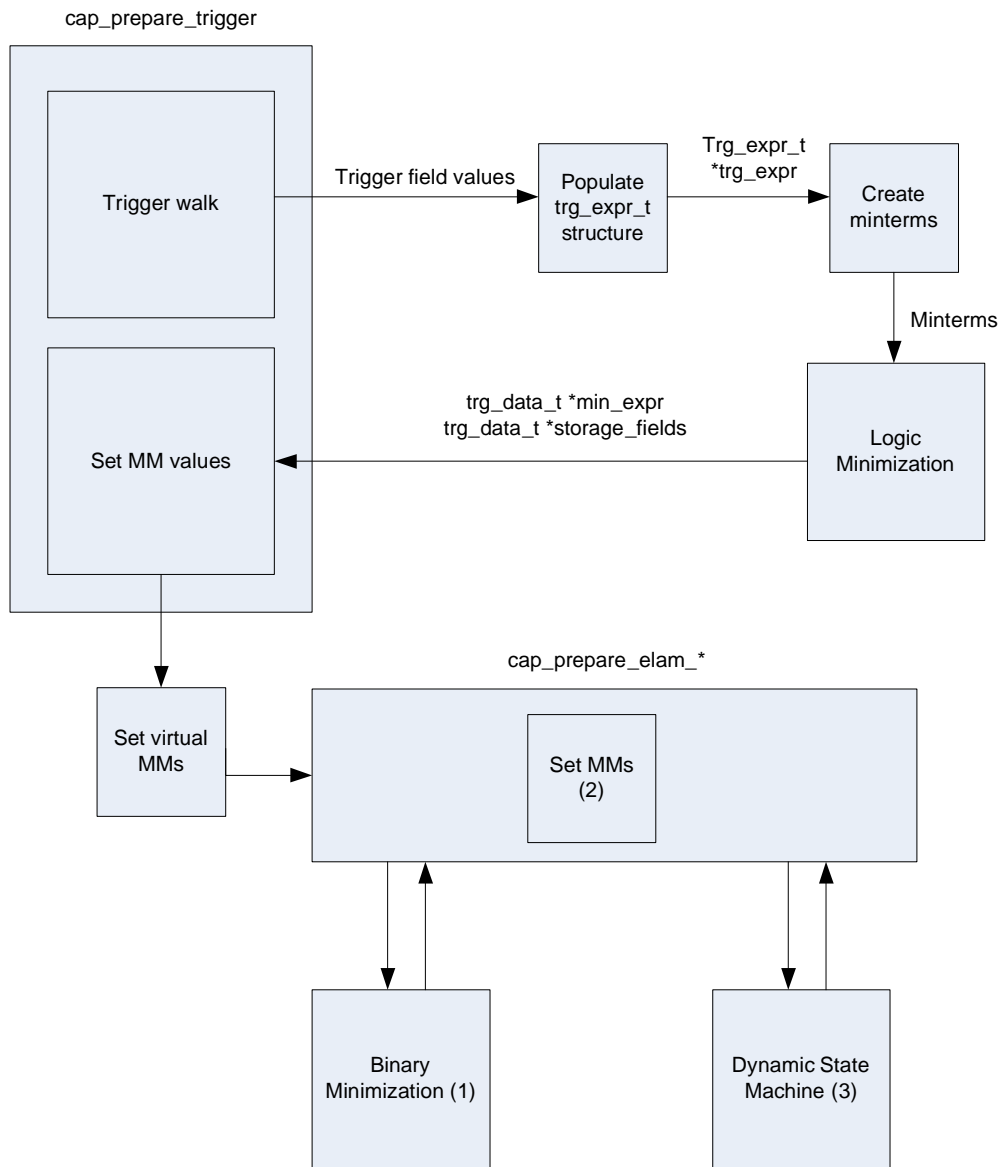 cap_prepare_trigger
Trigger walk
Trigger field values
Populate
trg_expr_t
structure
Trg_expr_t
*trg_expr
Create
minterms
Minterms
trg_data_t *min_expr
trg_data_t *storage_fields
Set MM values
Logic
Minimization
cap_prepare_elam_*
Set virtual
MMs
Set MMs
(2)
Binary
Minimization (1)
Dynamic State
Machine (3)